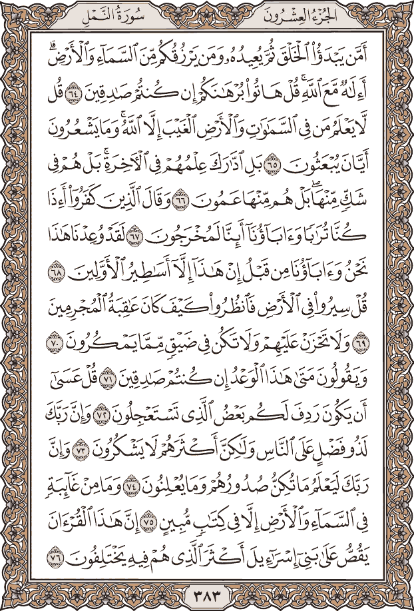 الجزء العشرون
سورة النمل
أَمَّن يَبْدَؤُا۟ ٱلْخَلْقَ ثُمَّ يُعِيدُهُۥ وَمَن يَرْزُقُكُم مِّنَ ٱلسَّمَآءِ وَٱلْأَرْضِ ۗ
أَءِلَٰهٌ مَّعَ ٱللَّهِ ۚ قُلْ هَاتُوا۟ بُرْهَٰنَكُمْ إِن كُنتُمْ صَٰدِقِينَ ٦٤ قُل
لَّا يَعْلَمُ مَن فِى ٱلسَّمَٰوَٰتِ وَٱلْأَرْضِ ٱلْغَيْبَ إِلَّا ٱللَّهُ ۚ وَمَا يَشْعُرُونَ
أَيَّانَ يُبْعَثُونَ ٦٥ بَلِ ٱدَّٰرَكَ عِلْمُهُمْ فِى ٱلْءَاخِرَةِ ۚ بَلْ هُمْ فِى
شَكٍّ مِّنْهَا ۖ بَلْ هُم مِّنْهَا عَمُونَ ٦٦ وَقَالَ ٱلَّذِينَ كَفَرُوٓا۟ أَءِذَا
كُنَّا تُرَٰبًا وَءَابَآؤُنَآ أَئِنَّا لَمُخْرَجُونَ ٦٧ لَقَدْ وُعِدْنَا هَٰذَا
نَحْنُ وَءَابَآؤُنَا مِن قَبْلُ إِنْ هَٰذَآ إِلَّآ أَسَٰطِيرُ ٱلْأَوَّلِينَ ٦٨
قُلْ سِيرُوا۟ فِى ٱلْأَرْضِ فَٱنظُرُوا۟ كَيْفَ كَانَ عَٰقِبَةُ ٱلْمُجْرِمِينَ
٦٩ وَلَا تَحْزَنْ عَلَيْهِمْ وَلَا تَكُن فِى ضَيْقٍ مِّمَّا يَمْكُرُونَ ٧٠
وَيَقُولُونَ مَتَىٰ هَٰذَا ٱلْوَعْدُ إِن كُنتُمْ صَٰدِقِينَ ٧١ قُلْ عَسَىٰٓ
أَن يَكُونَ رَدِفَ لَكُم بَعْضُ ٱلَّذِى تَسْتَعْجِلُونَ ٧٢ وَإِنَّ رَبَّكَ
لَذُو فَضْلٍ عَلَى ٱلنَّاسِ وَلَٰكِنَّ أَكْثَرَهُمْ لَا يَشْكُرُونَ ٧٣ وَإِنَّ
رَبَّكَ لَيَعْلَمُ مَا تُكِنُّ صُدُورُهُمْ وَمَا يُعْلِنُونَ ٧٤ وَمَا مِنْ غَآئِبَةٍ
فِى ٱلسَّمَآءِ وَٱلْأَرْضِ إِلَّا فِى كِتَٰبٍ مُّبِينٍ ٧٥ إِنَّ هَٰذَا ٱلْقُرْءَانَ
يَقُصُّ عَلَىٰ بَنِىٓ إِسْرَٰٓءِيلَ أَكْثَرَ ٱلَّذِى هُمْ فِيهِ يَخْتَلِفُونَ ٧٦
٣٨٣